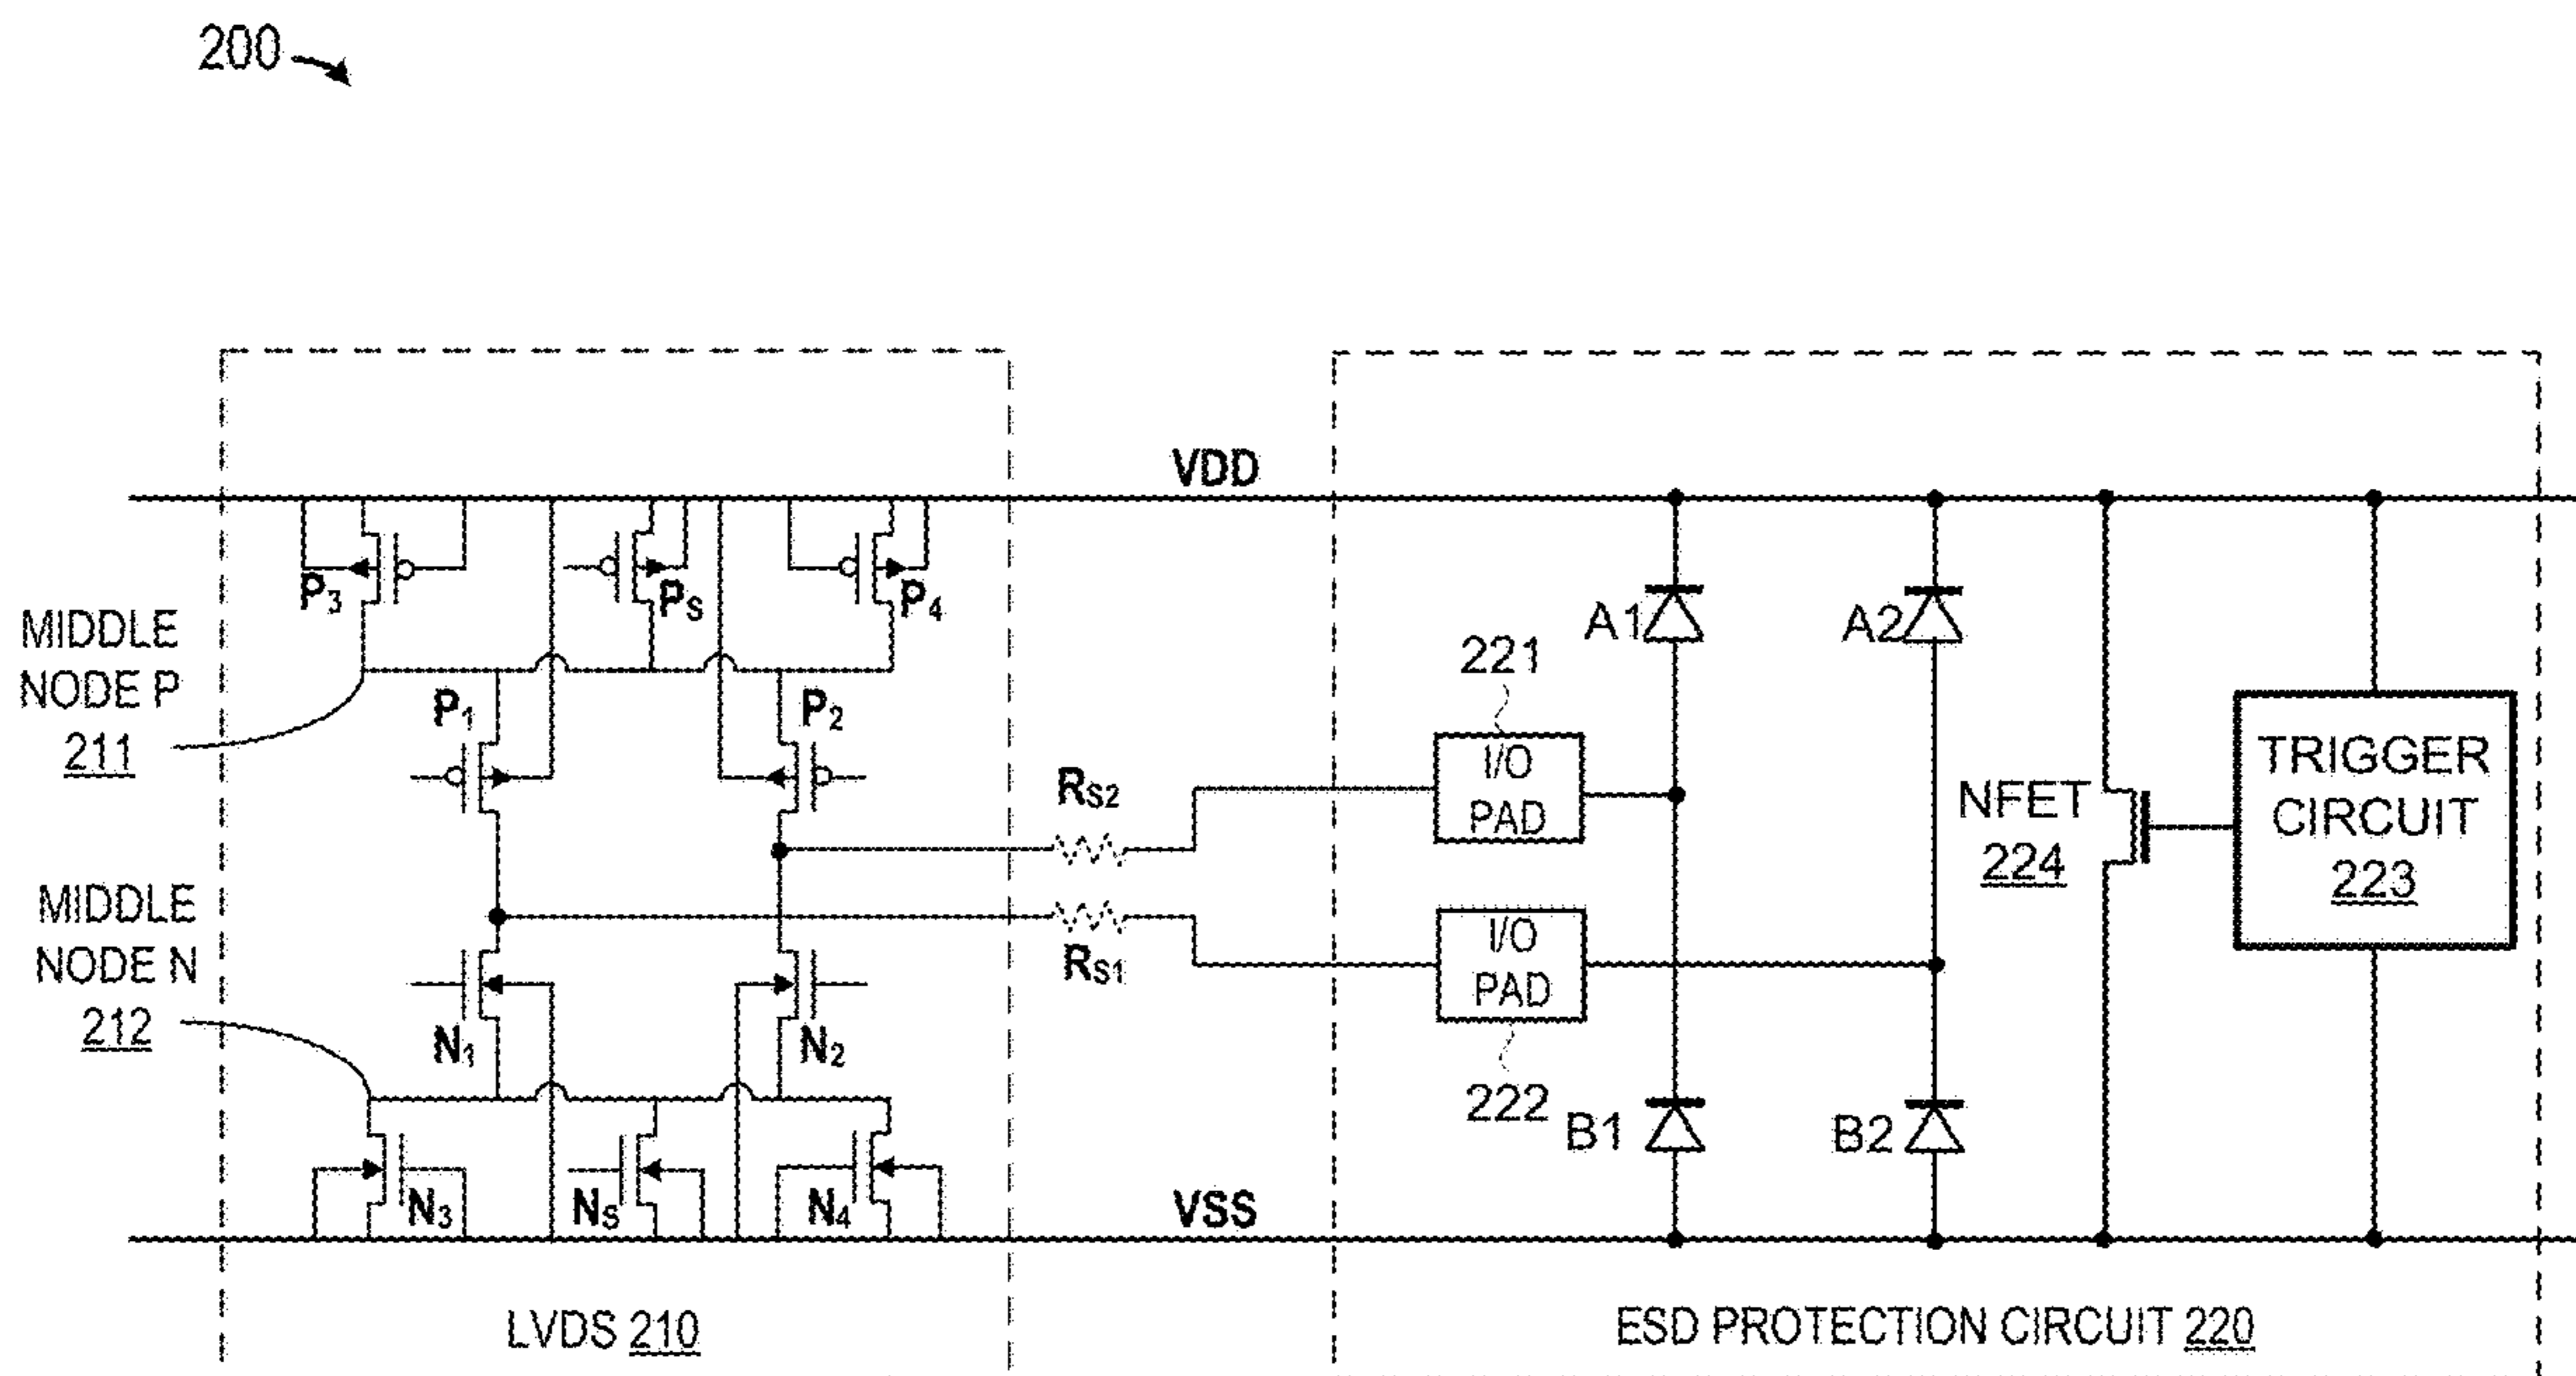 200
VDD
P3
PS
P4
MIDDLE
NODE P
211
P1
P2
A1
A2
221
I/O
PAD
RS2
NFET
224
TRIGGER
CIRCUIT
223
MIDDLE
NODE N
212
I/O
PAD
RS1
222
N1
N2
B1
B2
N3
NS
N4
VSS
LVDS 210
ESD PROTECTION CIRCUIT 220